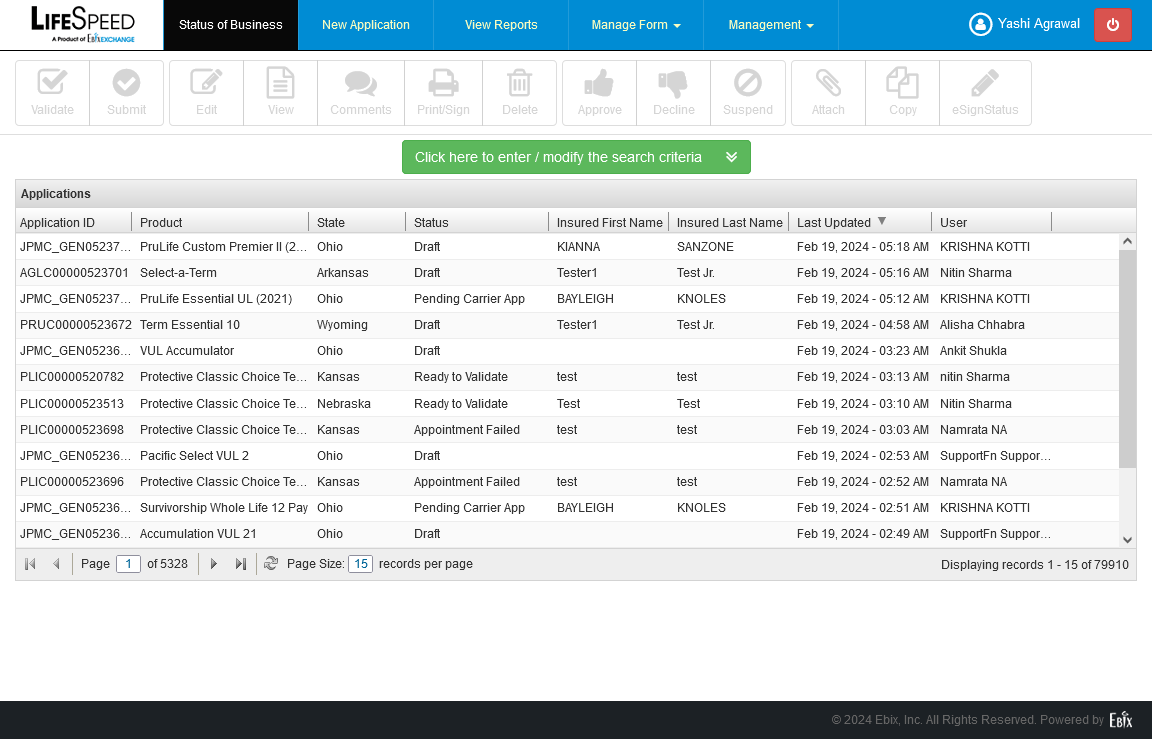 LIFESPEED
A Product of EbixEXCHANGE
Status of Business New Application View Reports Manage Form Management Yashi Agrawal
Validate Submit Edit View Comments Print/Sign Delete Approve Decline Suspend Attach Copy eSignStatus
Click here to enter / modify the search criteria
Applications
Application ID Product State Status Insured First Name Insured Last Name Last Updated User
JPMC_GEN05237... PruLife Custom Premier II (2... Ohio Draft KIANNA SANZONE Feb 19, 2024 - 05:18 AM KRISHNA KOTTI
AGLC00000523701 Select-a-Term Arkansas Draft Tester1 Test Jr. Feb 19, 2024 - 05:16 AM Nitin Sharma
JPMC_GEN05237... PruLife Essential UL (2021) Ohio Pending Carrier App BAYLEIGH KNOLES Feb 19, 2024 - 05:12 AM KRISHNA KOTTI
PRUC00000523672 Term Essential 10 Wyoming Draft Tester1 Test Jr. Feb 19, 2024 - 04:58 AM Alisha Chhabra
JPMC_GEN05236... VUL Accumulator Ohio Draft Feb 19, 2024 - 03:23 AM Ankit Shukla
PLIC00000520782 Protective Classic Choice Te... Kansas Ready to Validate test test Feb 19, 2024 - 03:13 AM nitin Sharma
PLIC00000523513 Protective Classic Choice Te... Nebraska Ready to Validate Test Test Feb 19, 2024 - 03:10 AM Nitin Sharma
PLIC00000523698 Protective Classic Choice Te... Kansas Appointment Failed test test Feb 19, 2024 - 03:03 AM Namrata NA
JPMC_GEN05236... Pacific Select VUL 2 Ohio Draft Feb 19, 2024 - 02:53 AM SupportFn Suppor...
PLIC00000523696 Protective Classic Choice Te... Kansas Appointment Failed test test Feb 19, 2024 - 02:52 AM Namrata NA
JPMC_GEN05236... Survivorship Whole Life 12 Pay Ohio Pending Carrier App BAYLEIGH KNOLES Feb 19, 2024 - 02:51 AM KRISHNA KOTTI
JPMC_GEN05236... Accumulation VUL 21 Ohio Draft Feb 19, 2024 - 02:49 AM SupportFn Suppor...
Page 1 of 5328 Page Size: 15 records per page Displaying records 1 - 15 of 79910
© 2024 Ebix, Inc. All Rights Reserved. Powered by Ebix